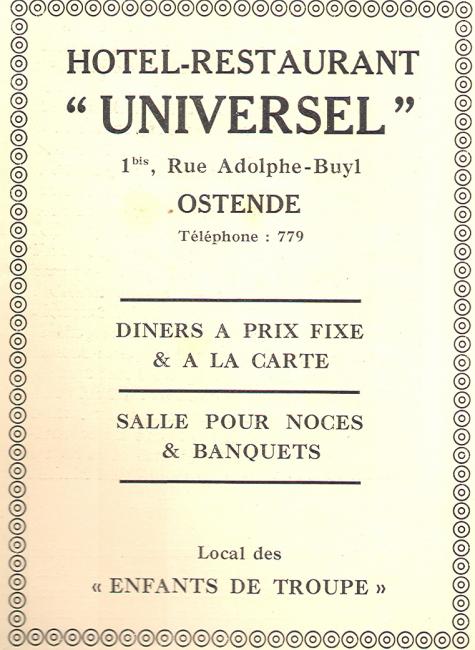 HOTEL-RESTAURANT
“ UNIVERSEL ”
1bis, Rue Adolphe-Buyl
OSTENDE
Téléphone : 779
DINERS A PRIX FIXE
& A LA CARTE
SALLE POUR NOCES
& BANQUETS
Local des
« ENFANTS DE TROUPE »